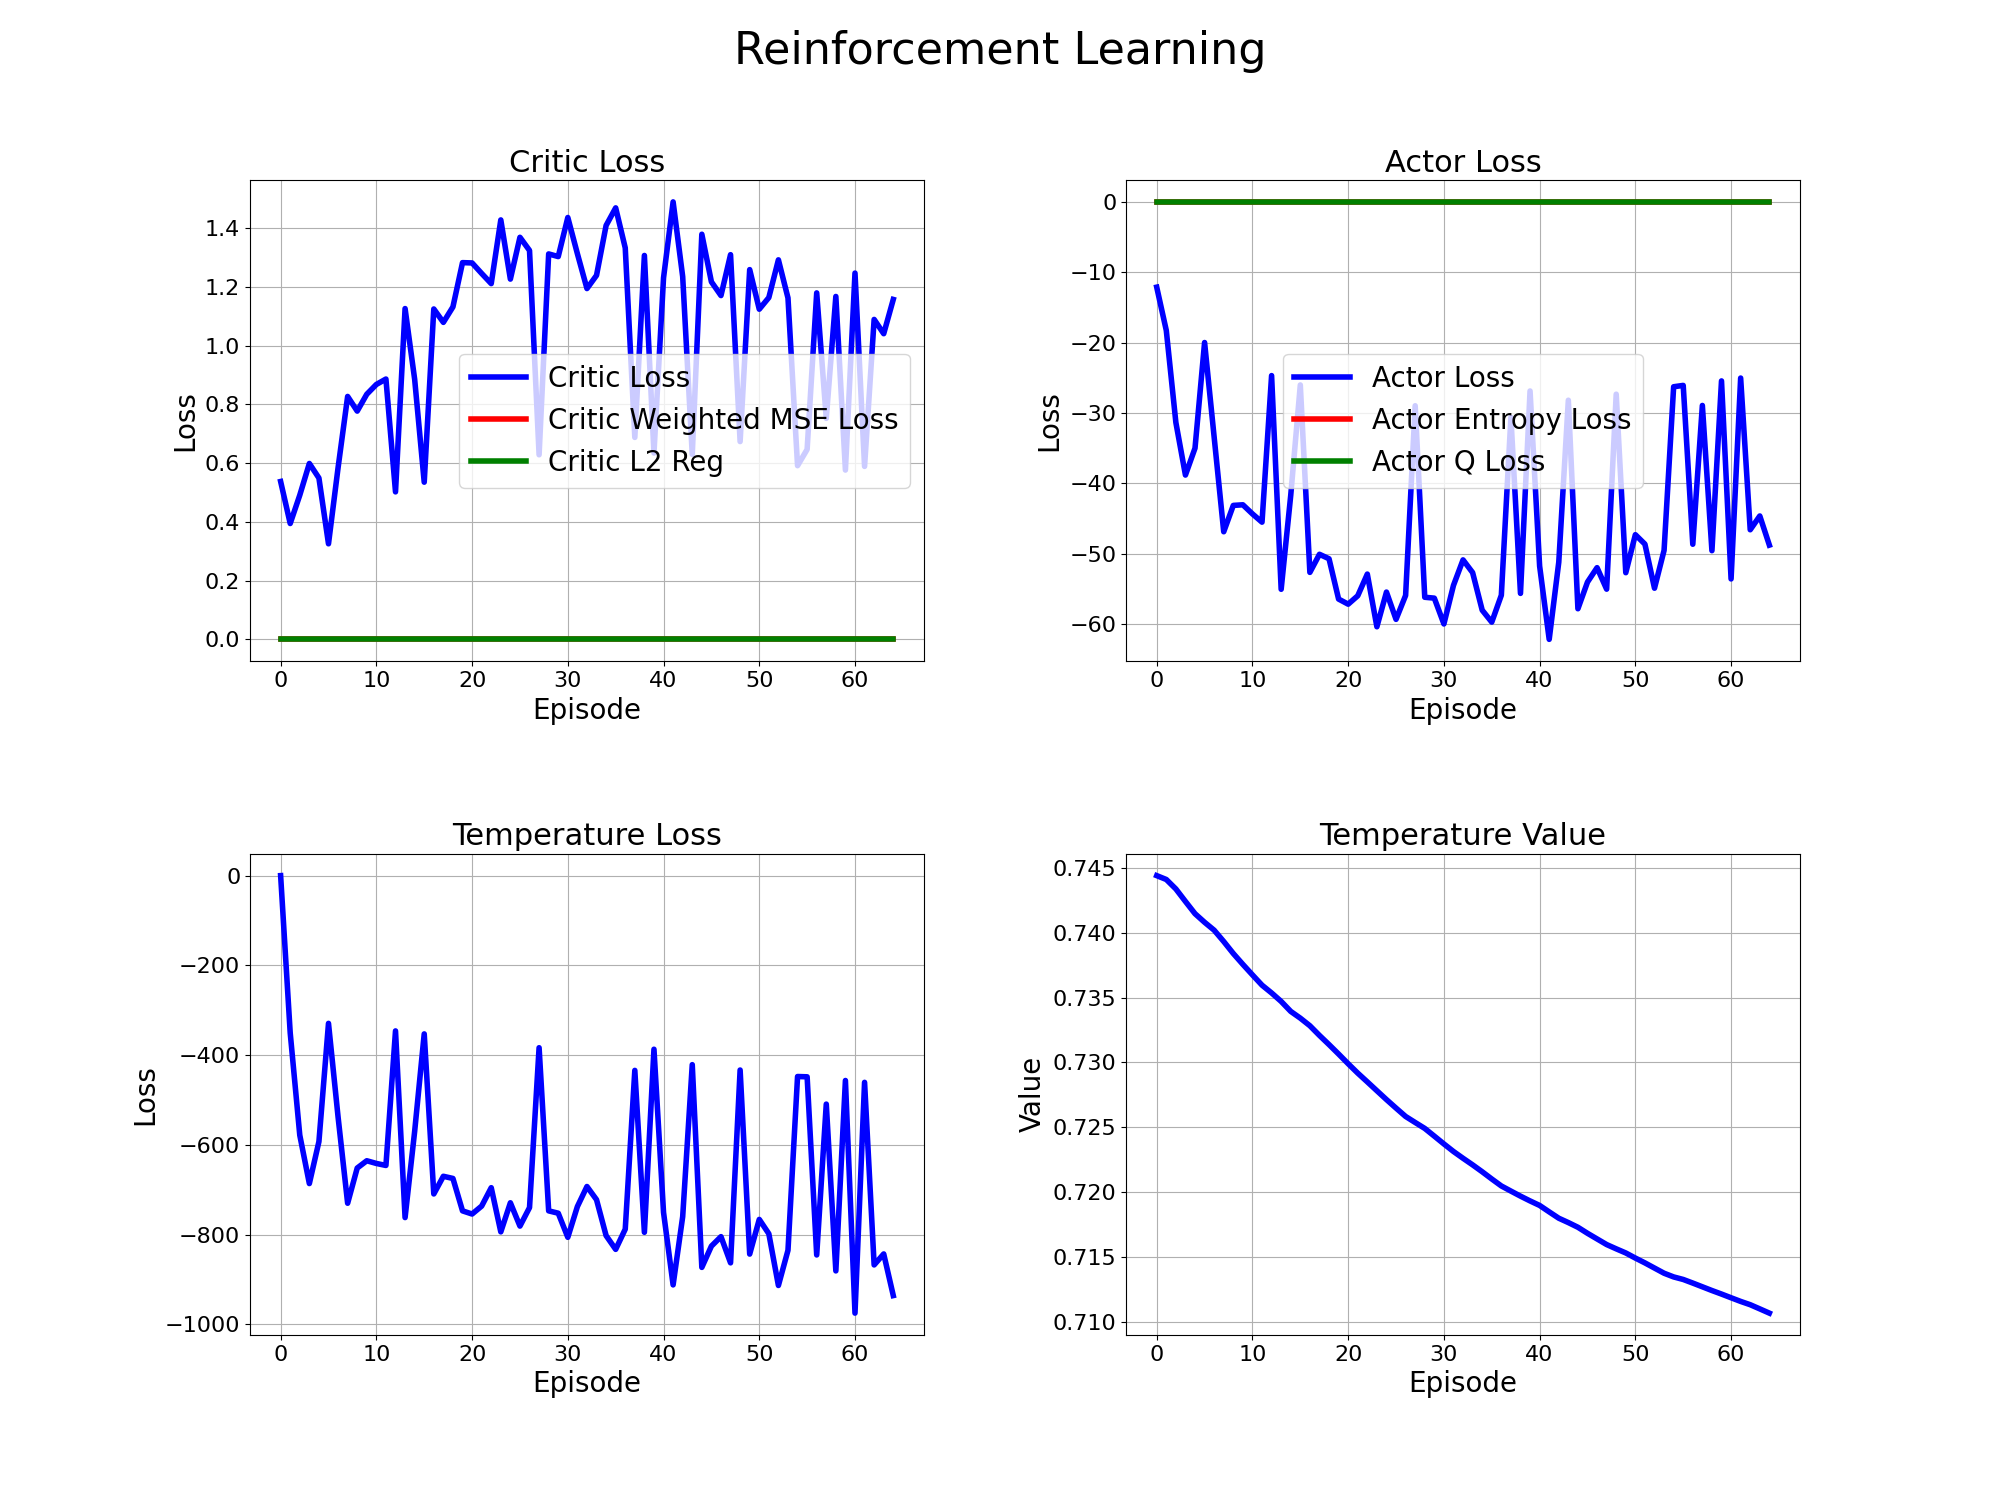 Reinforcement Learning
Critic Loss
Loss
1.4
1.2
1.0
0.8
0.6
0.4
0.2
0.0
Critic Loss
Critic Weighted MSE Loss
Critic L2 Reg
0 10 20 30 40 50 60
Episode
Actor Loss
Loss
0
−10
−20
−30
−40
−50
−60
Actor Loss
Actor Entropy Loss
Actor Q Loss
0 10 20 30 40 50 60
Episode
Temperature Loss
Loss
0
−200
−400
−600
−800
−1000
0 10 20 30 40 50 60
Episode
Temperature Value
Value
0.745
0.740
0.735
0.730
0.725
0.720
0.715
0.710
0 10 20 30 40 50 60
Episode